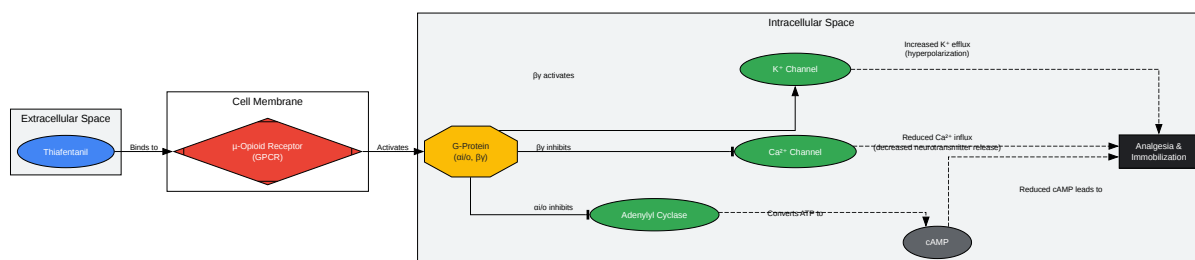 Intracellular Space
Increased K⁺ efflux
(hyperpolarization)
K⁺ Channel
βγ activates
Cell Membrane
Extracellular Space
Thiafentanil
Binds to
μ-Opioid Receptor
(GPCR)
Activates
G-Protein
(αi/o, βγ)
βγ inhibits
Ca²⁺ Channel
Reduced Ca²⁺ influx
(decreased neurotransmitter release)
Analgesia &
Immobilization
Reduced cAMP leads to
αi/o inhibits
Adenylyl Cyclase
Converts ATP to
cAMP